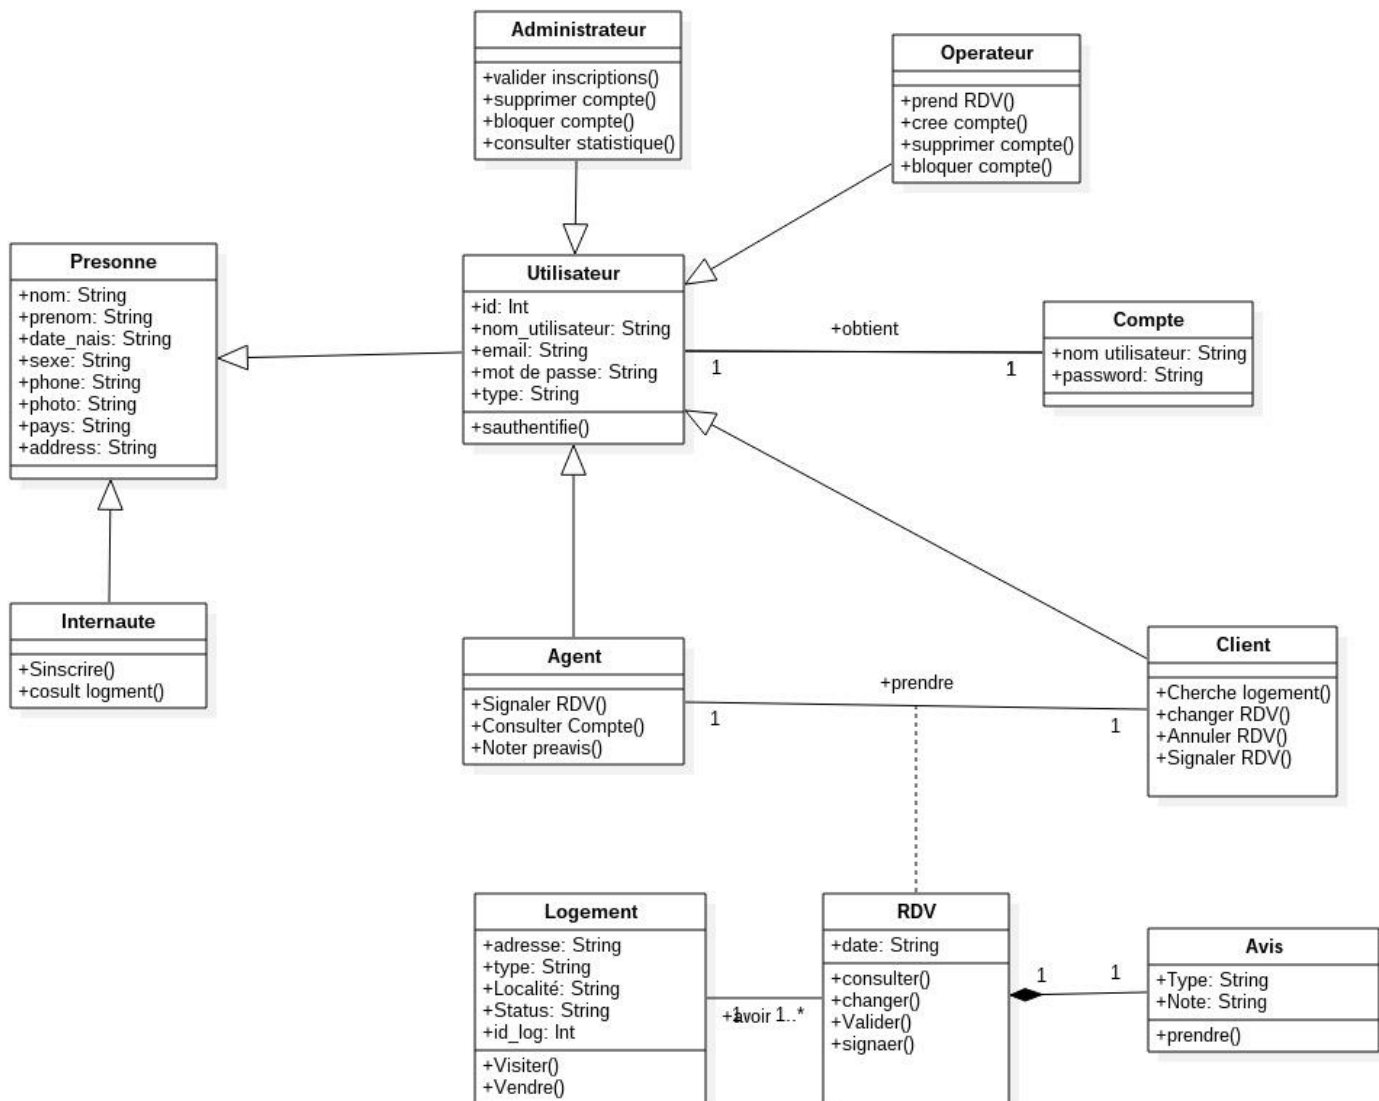 Administrateur
+valider inscriptions()
+supprimer compte()
+bloquer compte()
+consulter statistique()
Operateur
+prend RDV()
+cree compte()
+supprimer compte()
+bloquer compte()
Présonne
+nom: String
+prenom: String
+date_nais: String
+sexe: String
+phone: String
+photo: String
+pays: String
+address: String
Utilisateur
+id: Int
+nom_utilisateur: String
+email: String
+mot de passe: String
+type: String
+sauthentifie()
+obtient
1
1
Compte
+nom utilisateur: String
+password: String
Internaute
+Sinscrire()
+cosult logment()
Agent
+Signaler RDV()
+Consulter Compte()
+Noter preavis()
+prendre
1
1
Client
+Cherche logement()
+changer RDV()
+Annuler RDV()
+Signaler RDV()
Logement
+adresse: String
+type: String
+Localité: String
+Status: String
+id_log: Int
+Visiter()
+Vendre()
1
+avoir
1..*
RDV
+date: String
+consulter()
+changer()
+Valider()
+signaer()
1
1
Avis
+Type: String
+Note: String
+prendre()